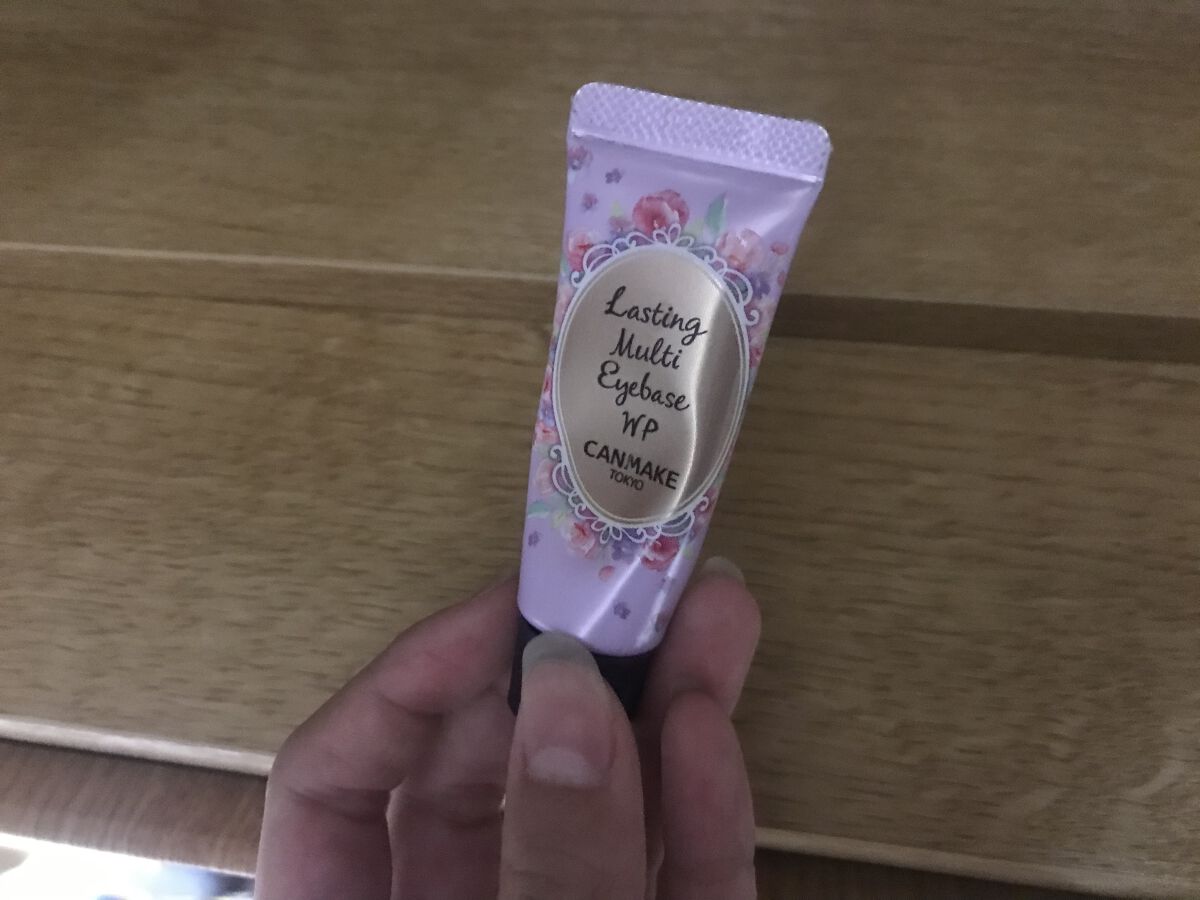 Lasting
Multi
Eyebase
WP
CANMAKE
TOKYO